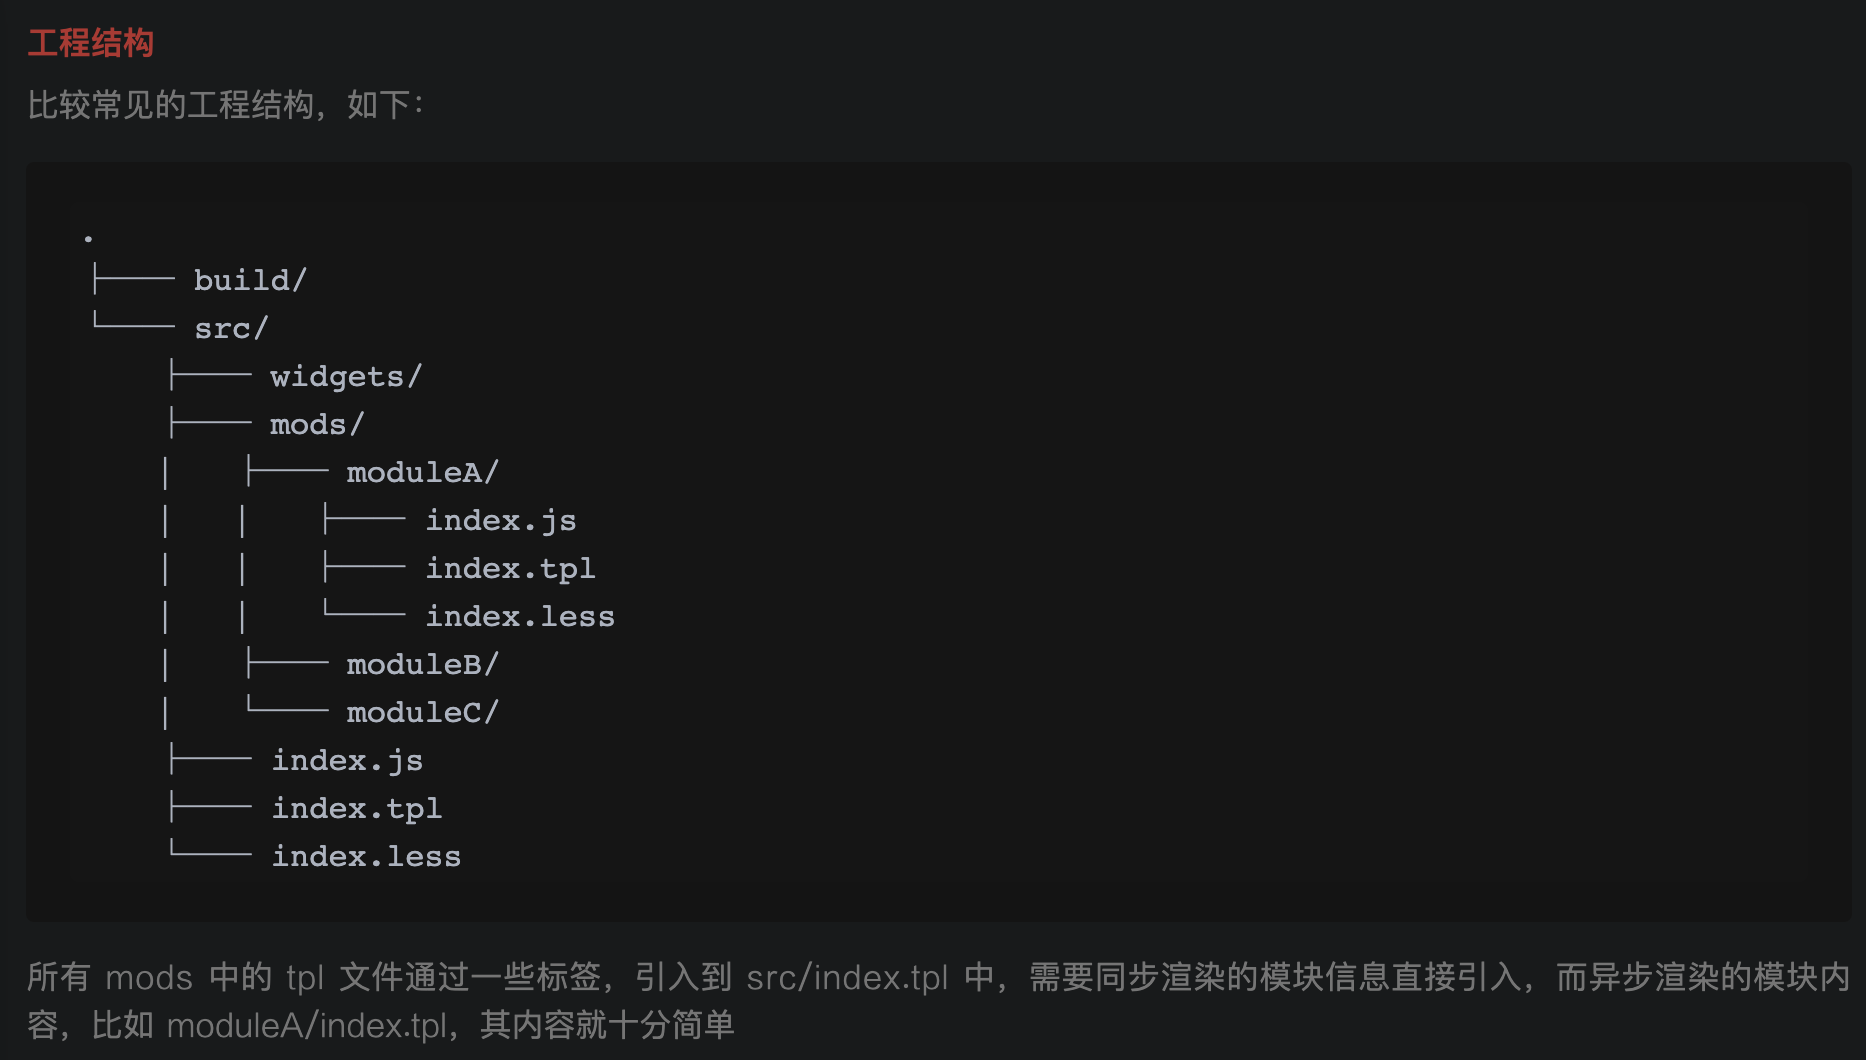 工程结构
比较常见的工程结构，如下：
.
├──── build/
└──── src/
    ├──── widgets/
    ├──── mods/
    │   ├──── moduleA/
    │   │   ├──── index.js
    │   │   ├──── index.tpl
    │   │   └──── index.less
    │   ├──── moduleB/
    │   └──── moduleC/
    ├──── index.js
    ├──── index.tpl
    └──── index.less
所有 mods 中的 tpl 文件通过一些标签，引入到 src/index.tpl 中，需要同步渲染的模块信息直接引入，而异步渲染的模块内
容，比如 moduleA/index.tpl，其内容就十分简单